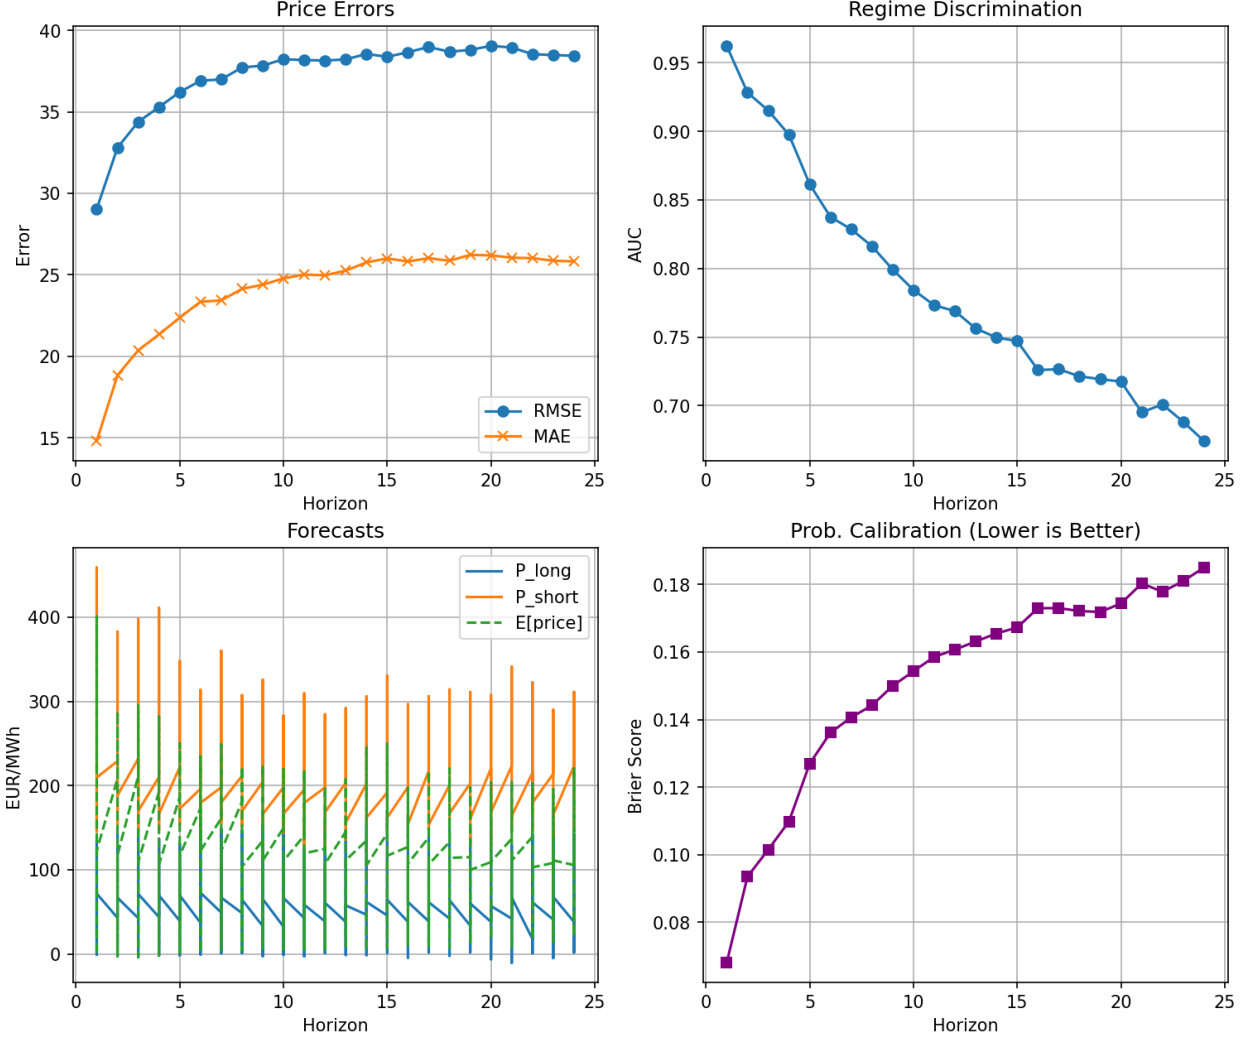 Price Errors
40
35
30
25
20
15
Error
RMSE
MAE
0 5 10 15 20 25
Horizon
Regime Discrimination
0.95
0.90
0.85
0.80
0.75
0.70
AUC
0 5 10 15 20 25
Horizon
Forecasts
400
300
200
100
0
EUR/MWh
P_long
P_short
E[price]
0 5 10 15 20 25
Horizon
Prob. Calibration (Lower is Better)
0.18
0.16
0.14
0.12
0.10
0.08
Brier Score
0 5 10 15 20 25
Horizon